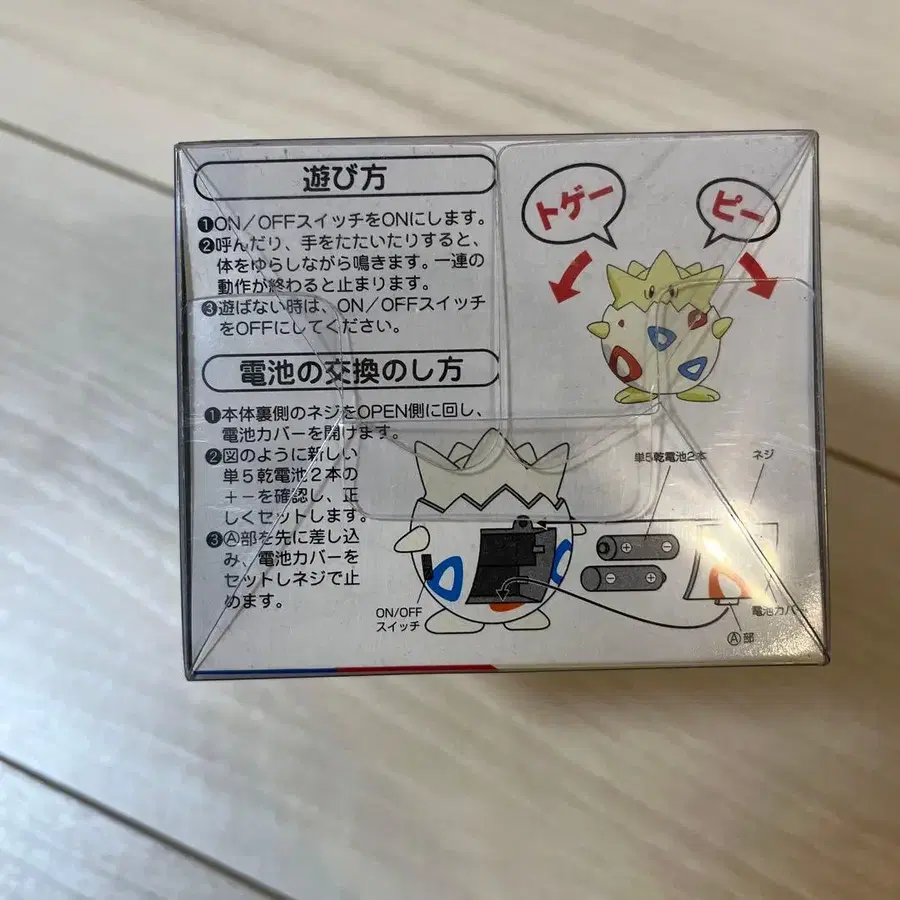 遊び方
❶ON／OFFスイッチをONにします。
❷呼んだり、手をたたいたりすると、
体をゆらしながら鳴きます。一連の
動作が終わると止まります。
❸遊ばない時は、ON／OFFスイッチ
をOFFにしてください。
トゲー
ピー
電池の交換のし方
❶本体裏側のネジをOPEN側に回し、
電池カバーを開けます。
❷図のように新しい
単5乾電池2本の
＋－を確認し、正
しくセットします。
❸Ⓐ部を先に差し込
み、電池カバーを
セットしネジで止
めます。
単5乾電池2本
ネジ
ON/OFF
スイッチ
電池カバー
Ⓐ部